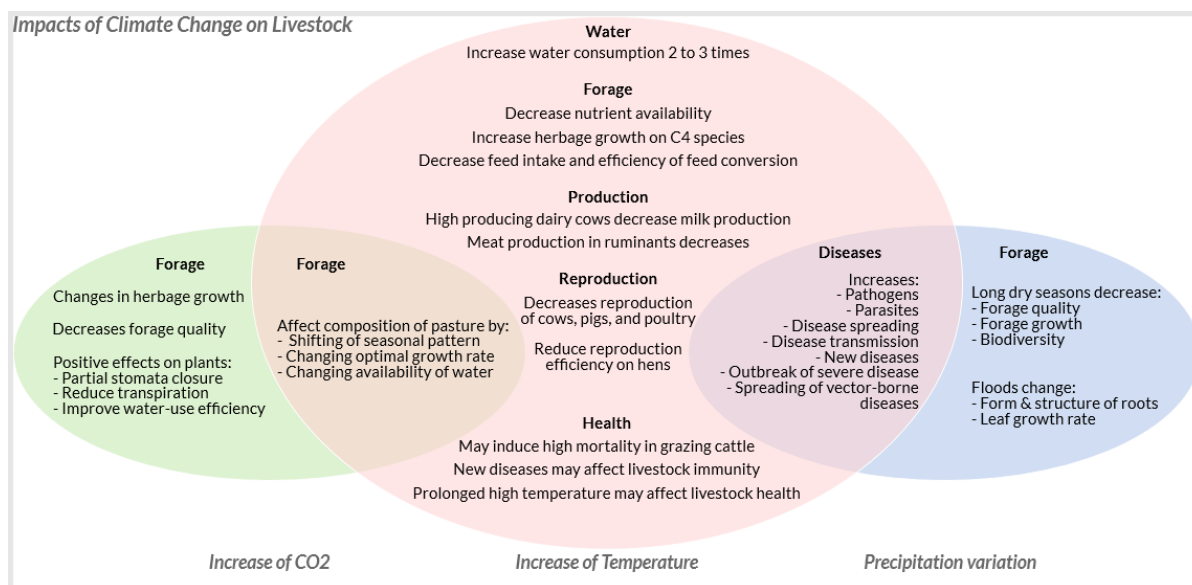 Impacts of Climate Change on Livestock
Water
Increase water consumption 2 to 3 times
Forage
Decrease nutrient availability
Increase herbage growth on C4 species
Decrease feed intake and efficiency of feed conversion
Production
High producing dairy cows decrease milk production
Meat production in ruminants decreases
Reproduction
Decreases reproduction
of cows, pigs, and poultry
Reduce reproduction
efficiency on hens
Health
May induce high mortality in grazing cattle
New diseases may affect livestock immunity
Prolonged high temperature may affect livestock health
Forage
Changes in herbage growth
Decreases forage quality
Positive effects on plants:
- Partial stomata closure
- Reduce transpiration
- Improve water-use efficiency
Forage
Affect composition of pasture by:
- Shifting of seasonal pattern
- Changing optimal growth rate
- Changing availability of water
Diseases
Increases:
- Pathogens
- Parasites
- Disease spreading
- Disease transmission
- New diseases
- Outbreak of severe disease
- Spreading of vector-borne
diseases
Forage
Long dry seasons decrease:
- Forage quality
- Forage growth
- Biodiversity
Floods change:
- Form & structure of roots
- Leaf growth rate
Increase of CO2
Increase of Temperature
Precipitation variation